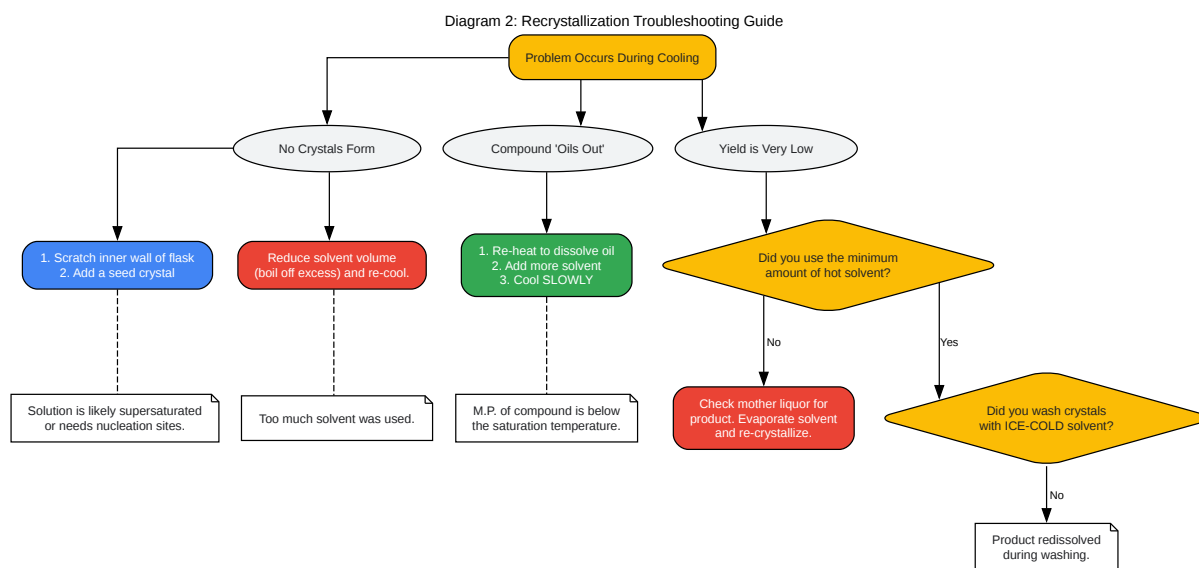 Diagram 2: Recrystallization Troubleshooting Guide
Problem Occurs During Cooling
No Crystals Form
Compound 'Oils Out'
Yield is Very Low
1. Scratch inner wall of flask
2. Add a seed crystal
Reduce solvent volume
(boil off excess) and re-cool.
1. Re-heat to dissolve oil
2. Add more solvent
3. Cool SLOWLY
Did you use the minimum
amount of hot solvent?
No
Yes
Solution is likely supersaturated
or needs nucleation sites.
Too much solvent was used.
M.P. of compound is below
the saturation temperature.
Check mother liquor for
product. Evaporate solvent
and re-crystallize.
Did you wash crystals
with ICE-COLD solvent?
No
Product redissolved
during washing.